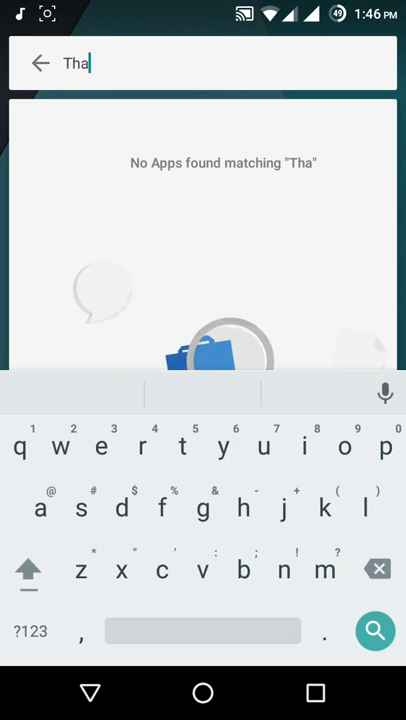 49 1:46 PM
Tha
No Apps found matching "Tha"
1 2 3 4 5 6 7 8 9 0
q w e r t y u i o p
@ # $ % & - + ( )
a s d f g h j k l
* " ' : ; ! ?
z x c v b n m
?123 , .